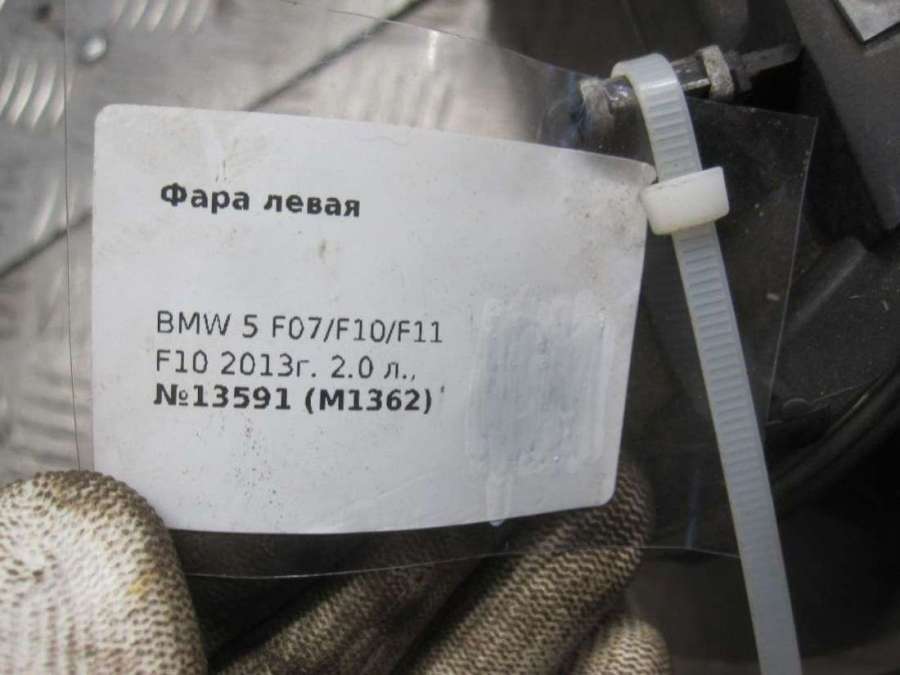 Фара левая
BMW 5 F07/F10/F11
F10 2013г. 2.0 л.,
№13591 (M1362)